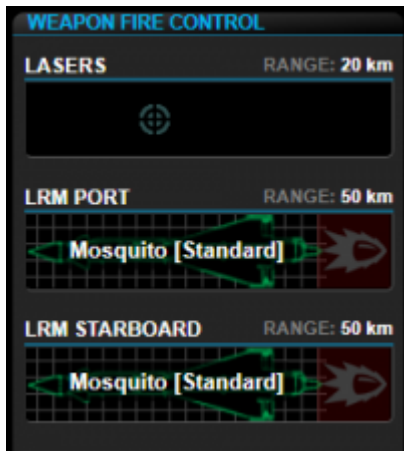 WEAPON FIRE CONTROL
LASERS RANGE: 20 km
LRM PORT RANGE: 50 km
Mosquito [Standard]
LRM STARBOARD RANGE: 50 km
Mosquito [Standard]